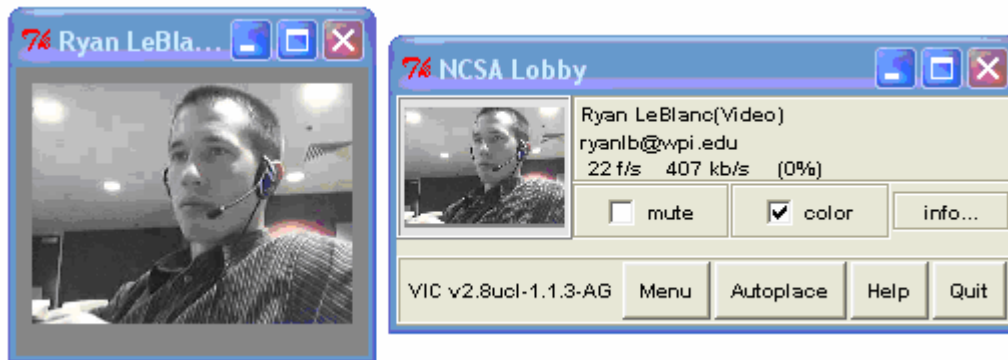 Ryan LeBla...
NCSA Lobby
Ryan LeBlanc(Video)
ryanlb@wpi.edu
22 f/s 407 kb/s (0%)
mute color info...
VIC v2.8ucl-1.1.3-AG Menu Autoplace Help Quit